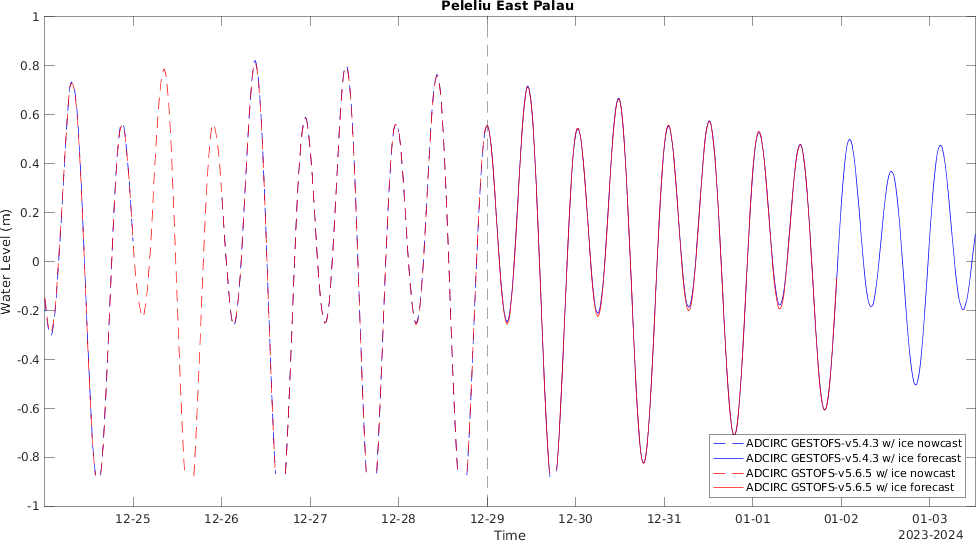 Peleliu East Palau
Water Level (m)
1
0.8
0.6
0.4
0.2
0
-0.2
-0.4
-0.6
-0.8
-1
ADCIRC GESTOFS-v5.4.3 w/ ice nowcast
ADCIRC GESTOFS-v5.4.3 w/ ice forecast
ADCIRC GSTOFS-v5.6.5 w/ ice nowcast
ADCIRC GSTOFS-v5.6.5 w/ ice forecast
12-25 12-26 12-27 12-28 12-29 12-30 12-31 01-01 01-02 01-03
Time
2023-2024